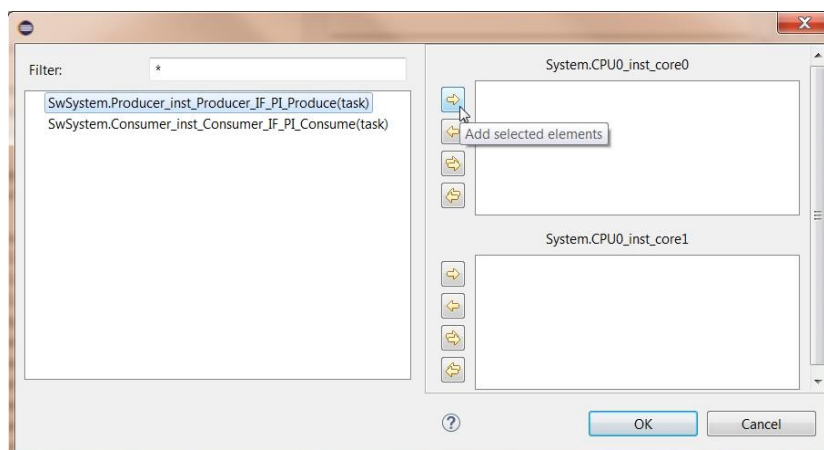 Filter:
*
SwSystem.Producer_inst_Producer_IF_PI_Produce(task)
SwSystem.Consumer_inst_Consumer_IF_PI_Consume(task)
System.CPU0_inst_core0
Add selected elements
System.CPU0_inst_core1
?
OK
Cancel